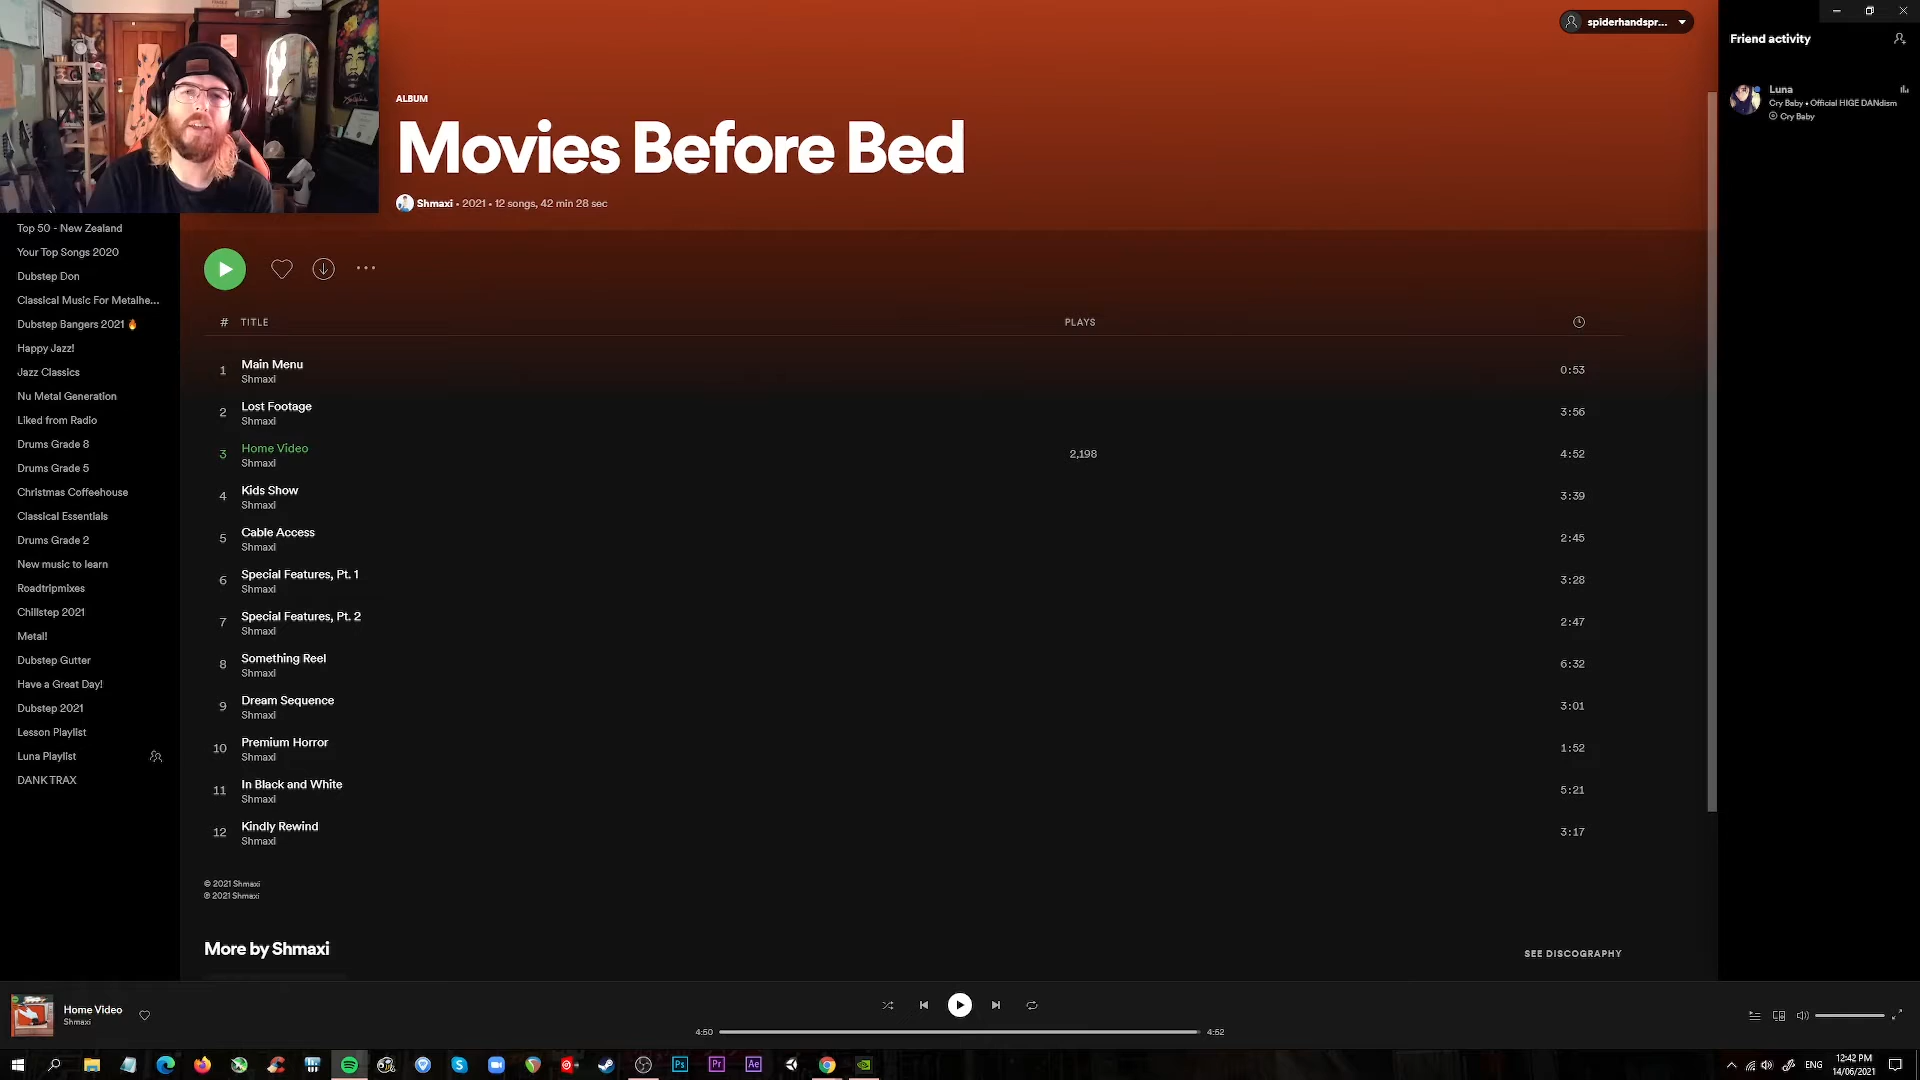 ALBUM
Movies Before Bed
Shmaxi • 2021 • 12 songs, 42 min 28 sec
spiderhandspr...
Friend activity
Luna
Cry Baby • Official HIGE DANdism
Cry Baby
Top 50 - New Zealand
Your Top Songs 2020
Dubstep Don
Classical Music For Metalhe...
Dubstep Bangers 2021 🔥
Happy Jazz!
Jazz Classics
Nu Metal Generation
Liked from Radio
Drums Grade 8
Drums Grade 5
Christmas Coffeehouse
Classical Essentials
Drums Grade 2
New music to learn
Roadtripmixes
Chillstep 2021
Metal!
Dubstep Gutter
Have a Great Day!
Dubstep 2021
Lesson Playlist
Luna Playlist
DANK TRAX
# TITLE PLAYS
1 Main Menu 0:53
Shmaxi
2 Lost Footage 3:56
Shmaxi
3 Home Video 2,198 4:52
Shmaxi
4 Kids Show 3:39
Shmaxi
5 Cable Access 2:45
Shmaxi
6 Special Features, Pt. 1 3:28
Shmaxi
7 Special Features, Pt. 2 2:47
Shmaxi
8 Something Reel 6:32
Shmaxi
9 Dream Sequence 3:01
Shmaxi
10 Premium Horror 1:52
Shmaxi
11 In Black and White 5:21
Shmaxi
12 Kindly Rewind 3:17
Shmaxi
© 2021 Shmaxi
℗ 2021 Shmaxi
More by Shmaxi
SEE DISCOGRAPHY
Home Video
Shmaxi
4:50 4:52
Ps Pr Ae
ENG
12:42 PM
14/06/2021